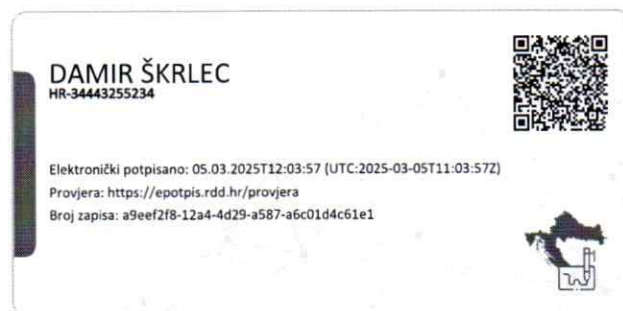 DAMIR ŠKRLEC
HR-34443255234
Elektronički potpisano: 05.03.2025T12:03:57 (UTC:2025-03-05T11:03:57Z)
Provjera: https://epotpis.rdd.hr/provjera
Broj zapisa: a9eef2f8-12a4-4d29-a587-a6c01d4c61e1